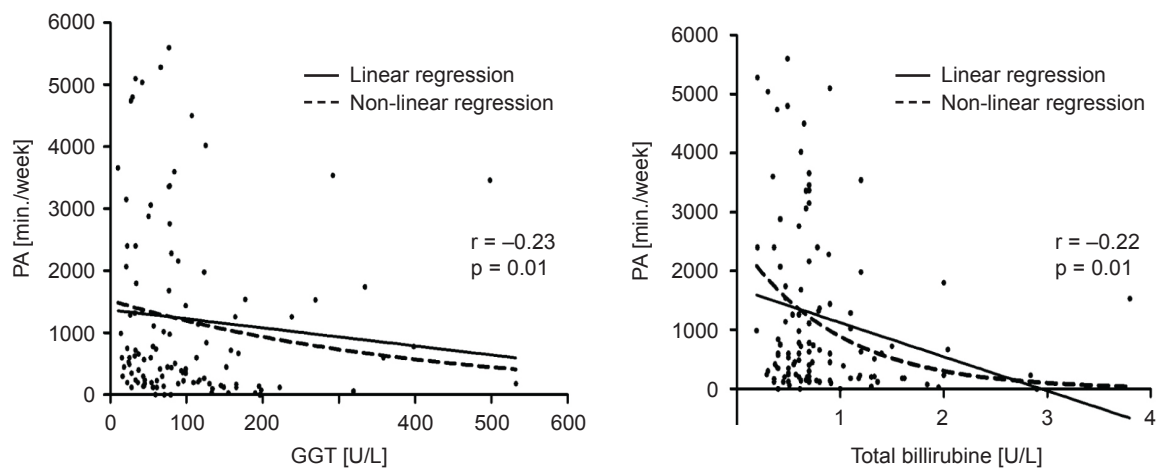 6000
5000
4000
3000
2000
1000
0
PA [min./week]
Linear regression
Non-linear regression
r = –0.23
p = 0.01
0 100 200 400 500 600
GGT [U/L]
6000
5000
4000
3000
2000
1000
0
PA [min./week]
Linear regression
Non-linear regression
r = –0.22
p = 0.01
1 2 3 4
Total billirubine [U/L]